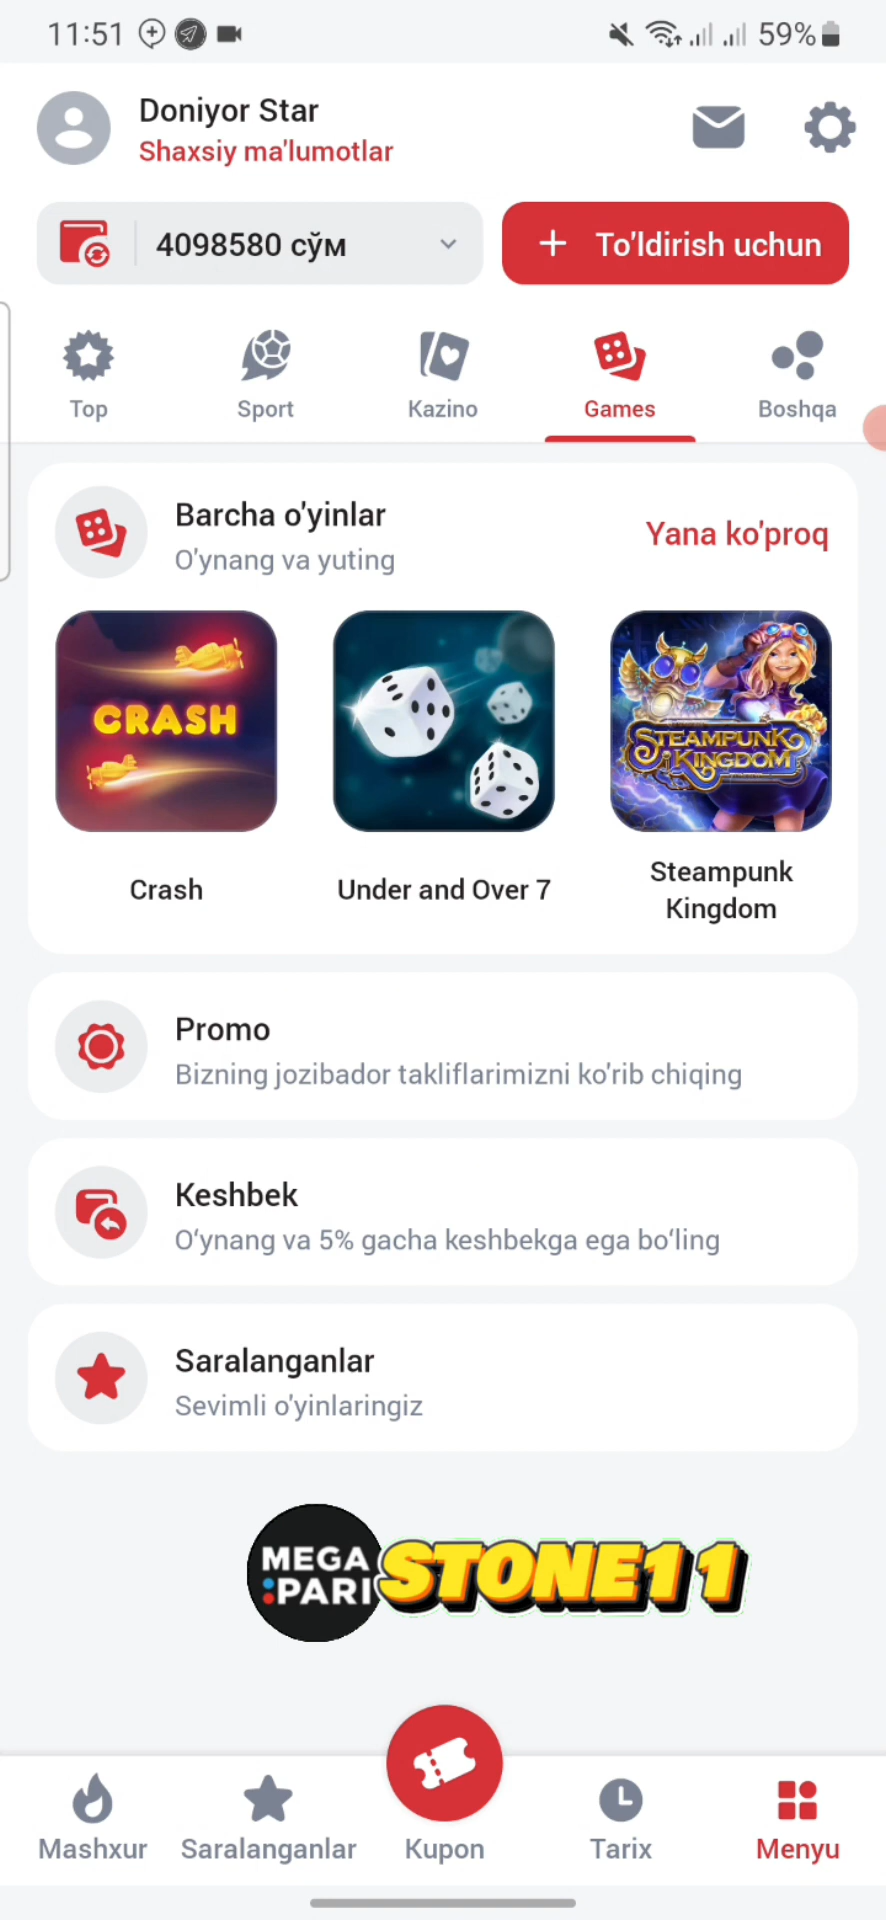 11:51
59%
Doniyor Star
Shaxsiy ma'lumotlar
4098580 сўм
+ To'ldirish uchun
Top
Sport
Kazino
Games
Boshqa
Barcha o'yinlar
O'ynang va yuting
Yana ko'proq
CRASH
STEAMPUNK
KINGDOM
Crash
Under and Over 7
Steampunk
Kingdom
Promo
Bizning jozibador takliflarimizni ko'rib chiqing
Keshbek
O‘ynang va 5% gacha keshbekga ega bo‘ling
Saralanganlar
Sevimli o'yinlaringiz
MEGA
PARI
STONE11
Mashxur
Saralanganlar
Kupon
Tarix
Menyu